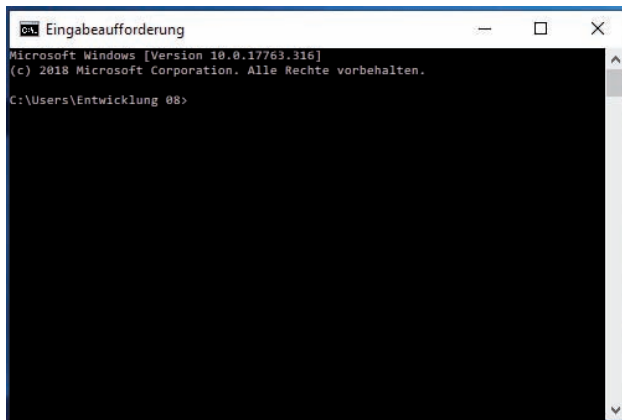 Eingabeaufforderung
Microsoft Windows [Version 10.0.17763.316]
(c) 2018 Microsoft Corporation. Alle Rechte vorbehalten.
C:\Users\Entwicklung 08>